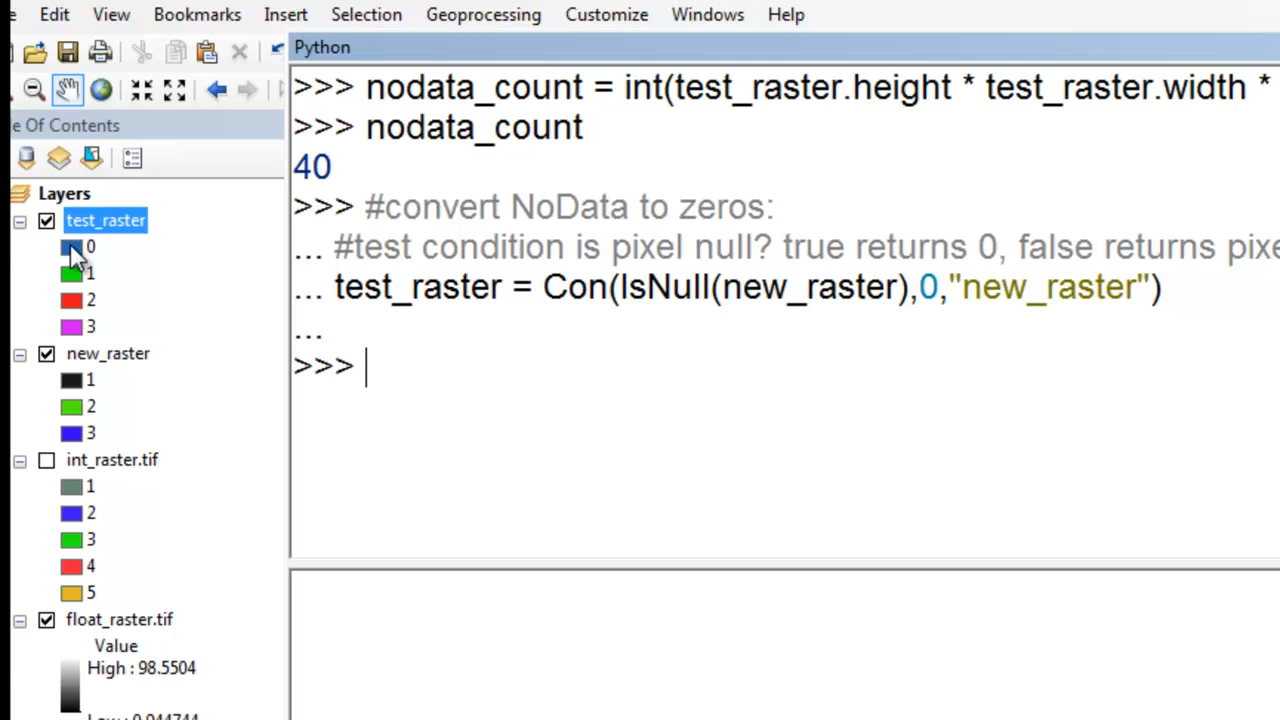 Edit View Bookmarks Insert Selection Geoprocessing Customize Windows Help
Python
>>> nodata_count = int(test_raster.height * test_raster.width *
>>> nodata_count
40
>>> #convert NoData to zeros:
... #test condition is pixel null? true returns 0, false returns pixe
... test_raster = Con(IsNull(new_raster),0,"new_raster")
...
>>>
e Of Contents
Layers
test_raster
0
1
2
3
new_raster
1
2
3
int_raster.tif
1
2
3
4
5
float_raster.tif
Value
High : 98.5504
Low : 0.944744